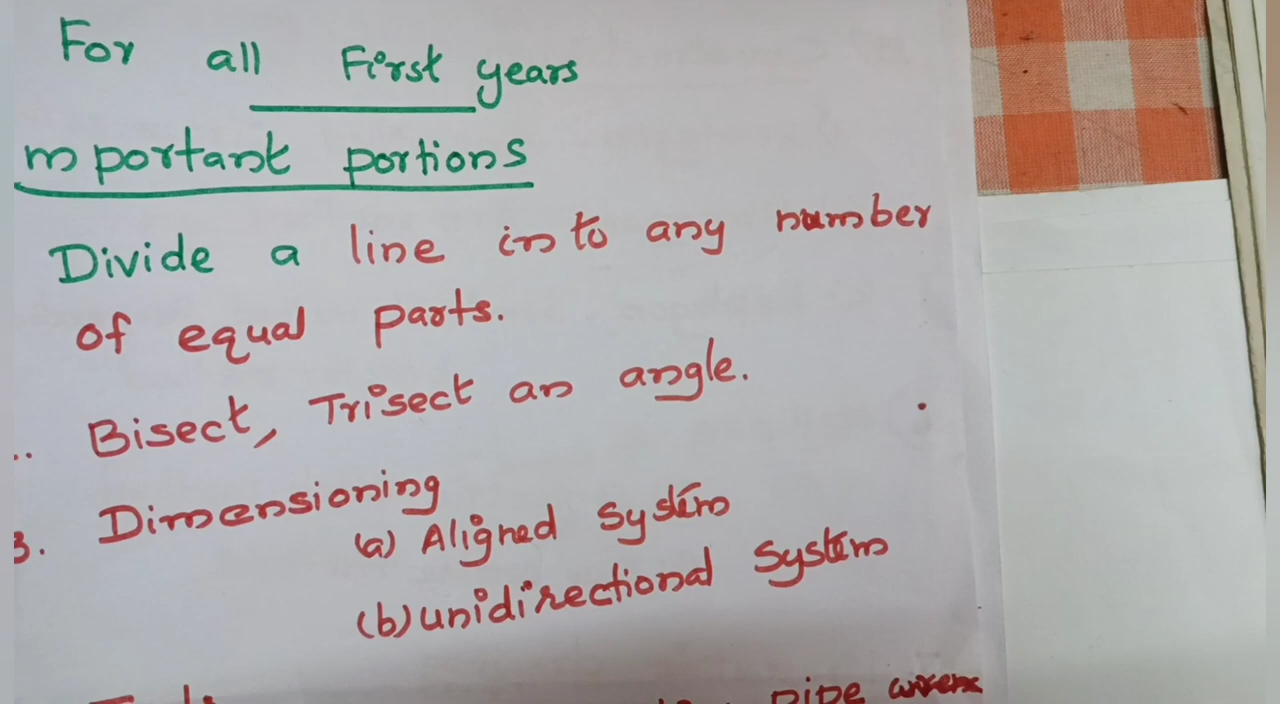 For all First years
mportant portions
Divide a line into any number
of equal parts.
.. Bisect, Trisect an angle.
3. Dimensioning
(a) Aligned System
(b) unidirectional System
pipe